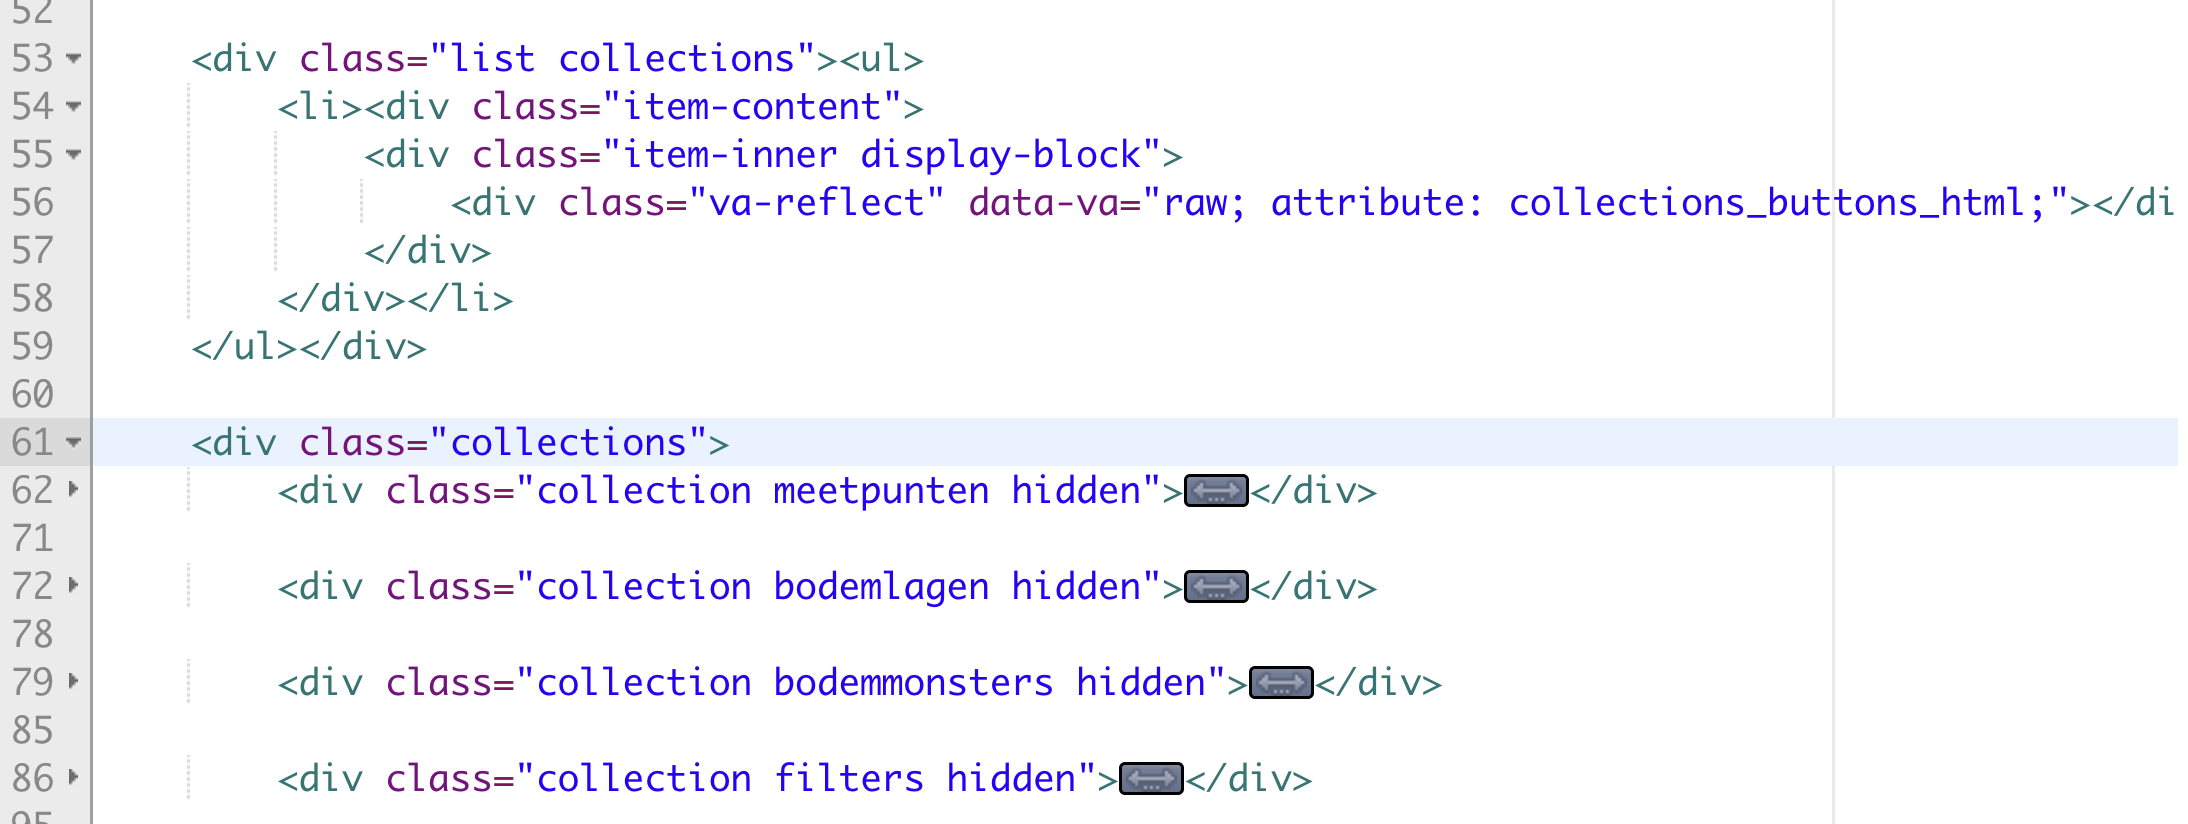 52
53 <div class="list collections"><ul>
54 <li><div class="item-content">
55 <div class="item-inner display-block">
56 <div class="va-reflect" data-va="raw; attribute: collections_buttons_html;"></di
57 </div>
58 </div></li>
59 </ul></div>
60
61 <div class="collections">
62 <div class="collection meetpunten hidden"></div>
71
72 <div class="collection bodemlagen hidden"></div>
78
79 <div class="collection bodemmonsters hidden"></div>
85
86 <div class="collection filters hidden"></div>
95